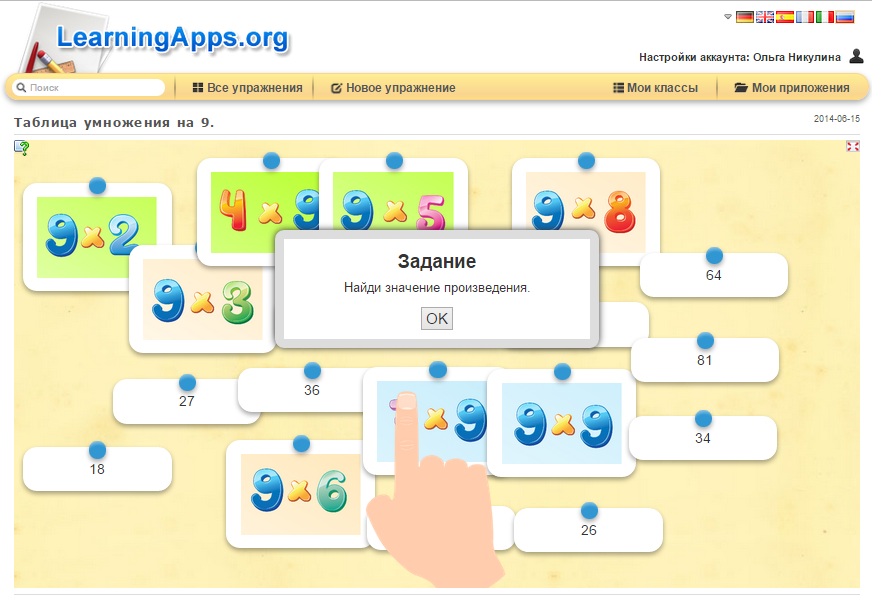 LearningApps.org
Настройки аккаунта: Ольга Никулина
Поиск
Все упражнения
Новое упражнение
Мои классы
Мои приложения
Таблица умножения на 9.
2014-06-15
9×2
4×9
9×5
9×8
9×3
64
Задание
Найди значение произведения.
OK
81
27
36
×9
9×9
34
18
9×6
26